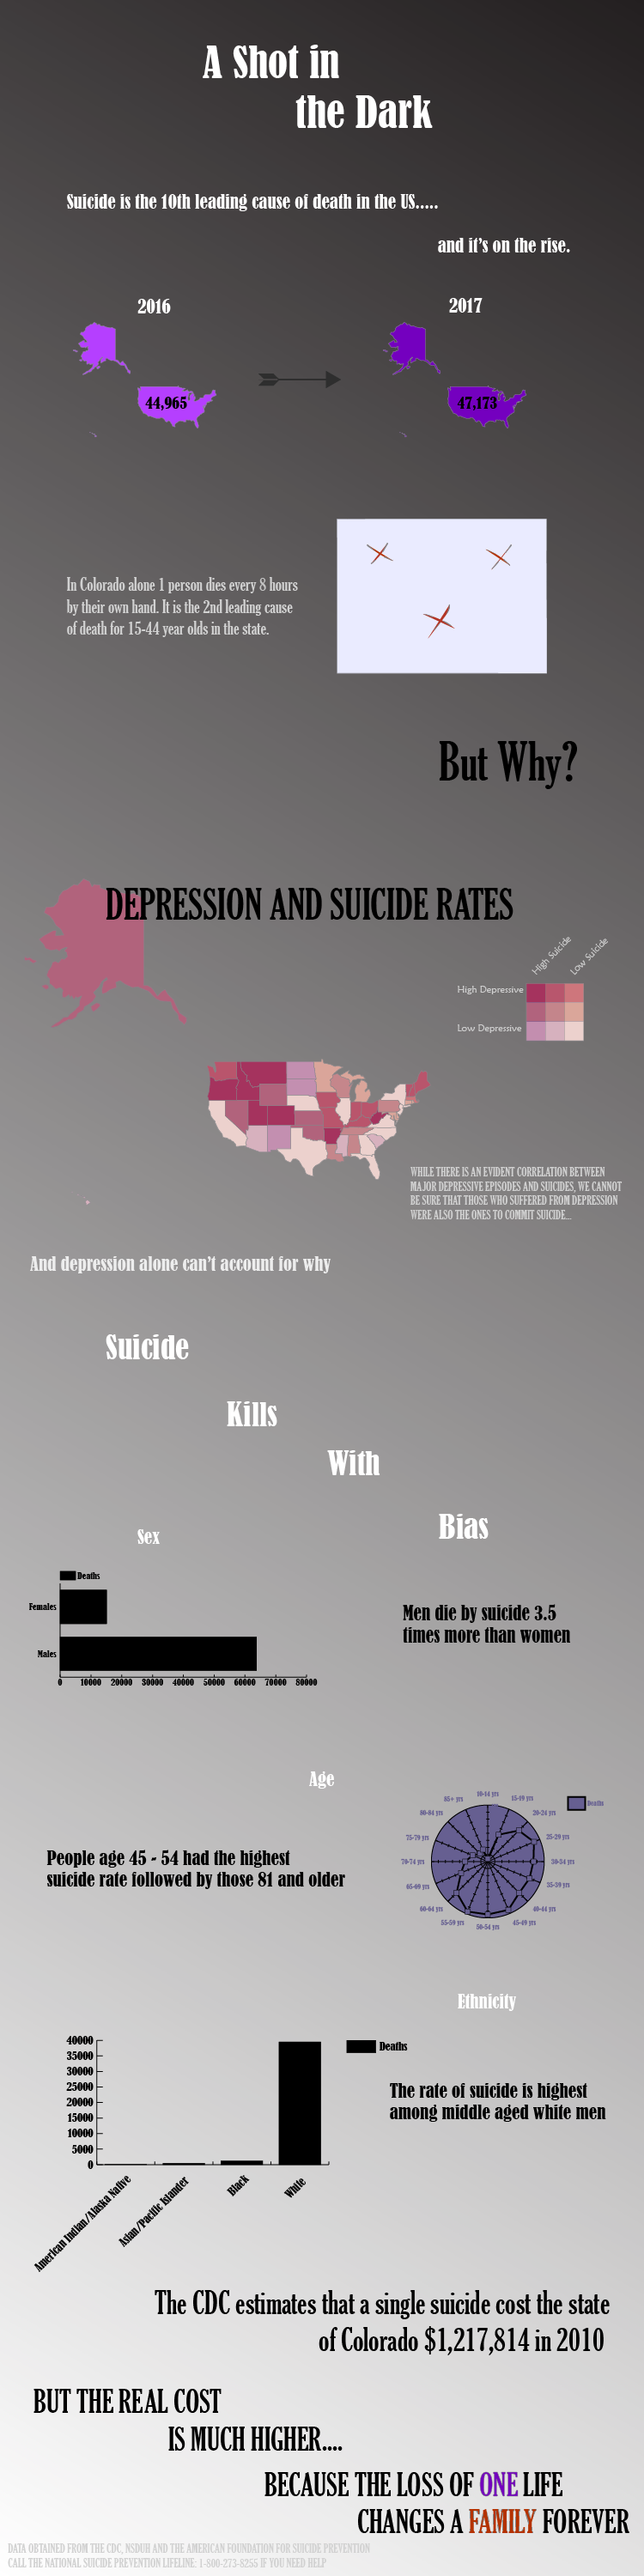 A Shot in
the Dark
Suicide is the 10th leading cause of death in the US.....
and it's on the rise.
2016
2017
44,965
47,173
In Colorado alone 1 person dies every 8 hours
by their own hand. It is the 2nd leading cause
of death for 15-44 year olds in the state.
But Why?
DEPRESSION AND SUICIDE RATES
High Suicide
Low Suicide
High Depressive
Low Depressive
WHILE THERE IS AN EVIDENT CORRELATION BETWEEN
MAJOR DEPRESSIVE EPISODES AND SUICIDES, WE CANNOT
BE SURE THAT THOSE WHO SUFFERED FROM DEPRESSION
WERE ALSO THE ONES TO COMMIT SUICIDE...
And depression alone can't account for why
Suicide
Kills
With
Bias
Sex
Deaths
Females
Males
0 10000 20000 30000 40000 50000 60000 70000 80000
Men die by suicide 3.5
times more than women
Age
People age 45 - 54 had the highest
suicide rate followed by those 81 and older
10-14 yrs
15-19 yrs
20-24 yrs
25-29 yrs
30-34 yrs
35-39 yrs
40-44 yrs
45-49 yrs
50-54 yrs
55-59 yrs
60-64 yrs
65-69 yrs
70-74 yrs
75-79 yrs
80-84 yrs
85+ yrs
Deaths
Ethnicity
40000
35000
30000
25000
20000
15000
10000
5000
0
American Indian/Alaska Native
Asian/Pacific Islander
Black
White
Deaths
The rate of suicide is highest
among middle aged white men
The CDC estimates that a single suicide cost the state
of Colorado $1,217,814 in 2010
BUT THE REAL COST
IS MUCH HIGHER....
BECAUSE THE LOSS OF ONE LIFE
CHANGES A FAMILY FOREVER
DATA OBTAINED FROM THE CDC, NSDUH AND THE AMERICAN FOUNDATION FOR SUICIDE PREVENTION
CALL THE NATIONAL SUICIDE PREVENTION LIFELINE: 1-800-273-8255 IF YOU NEED HELP